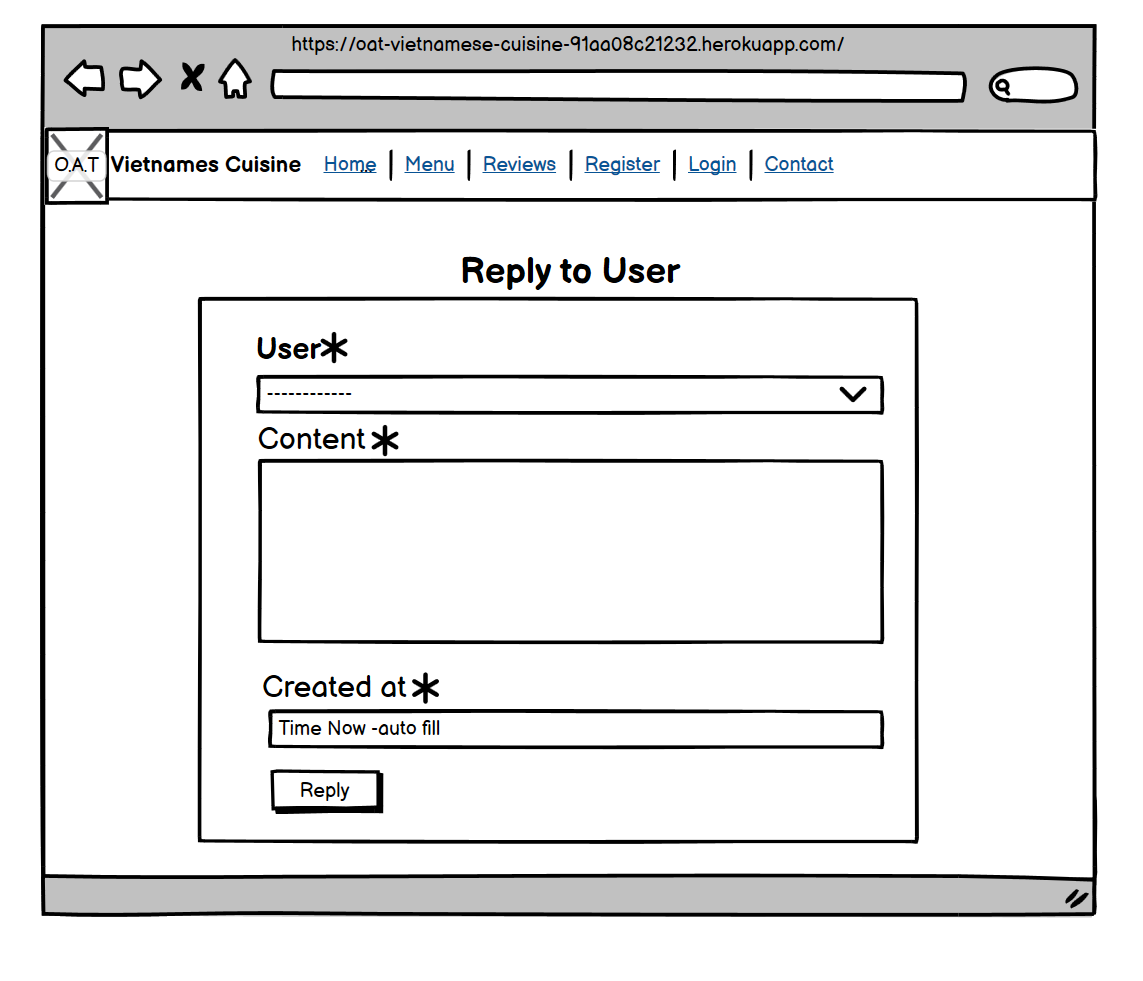 https://oat-vietnamese-cuisine-91aa08c21232.herokuapp.com/
O.A.T Vietnames Cuisine Home | Menu | Reviews | Register | Login | Contact
Reply to User
User*
------------
Content *
Created at *
Time Now -auto fill
Reply